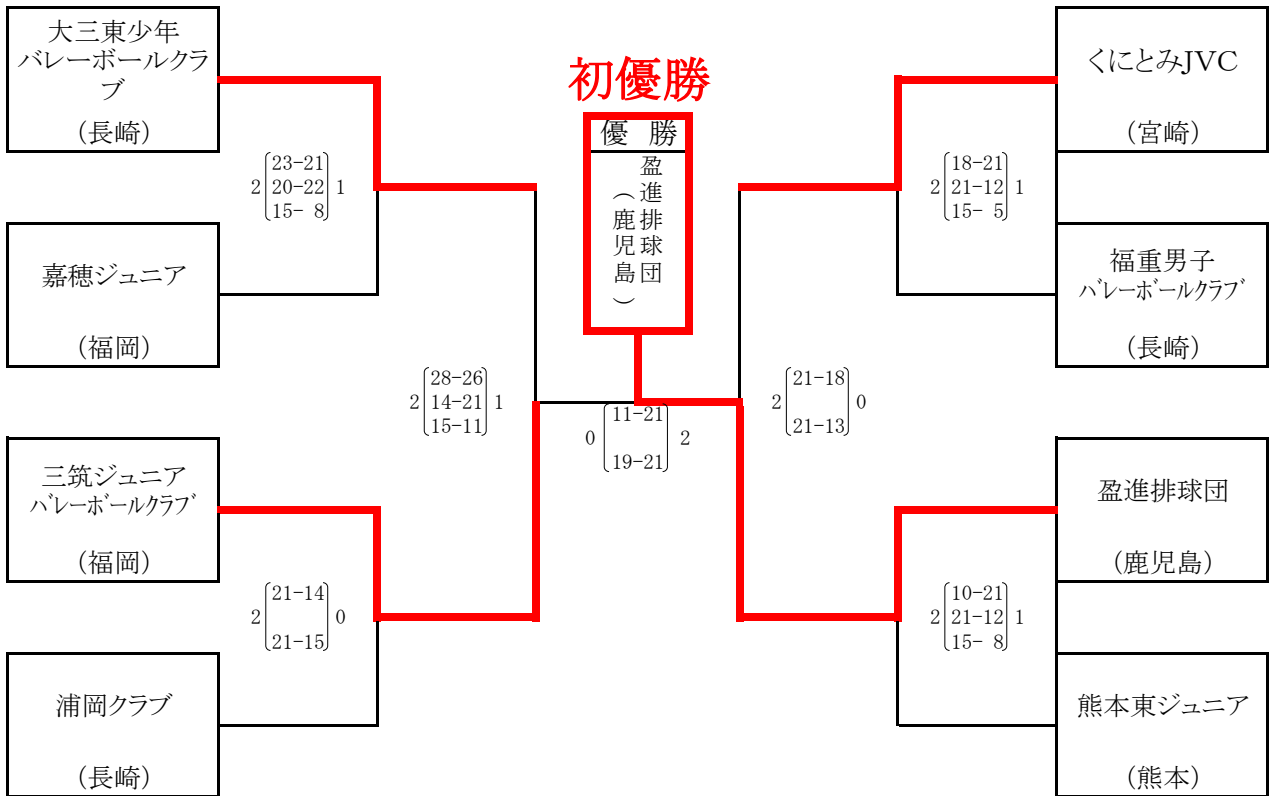 大三東少年
バレーボールクラ
ブ
(長崎)
2 23-21 1
20-22
15- 8
嘉穂ジュニア
(福岡)
2 28-26 1
14-21
15-11
三筑ジュニア
バレーボールクラブ
(福岡)
2 21-14 0
21-15
浦岡クラブ
(長崎)
初優勝
優 勝
盈進排球団
(鹿児島)
0 11-21 2
19-21
くにとみJVC
(宮崎)
2 18-21 1
21-12
15- 5
福重男子
バレーボールクラブ
(長崎)
2 21-18 0
21-13
盈進排球団
(鹿児島)
2 10-21 1
21-12
15- 8
熊本東ジュニア
(熊本)